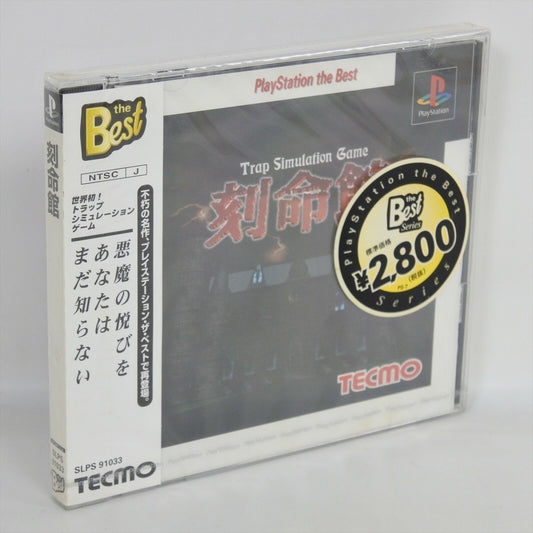 刻命館
SLPS
91033
the
Best
NTSC J
世界初！
トラップ
シミュレーション
ゲーム
不朽の名作、プレイステーション・ザ・ベストで再登場。
悪魔の悦びを
あなたは
まだ知らない
SLPS 91033
TECMO
PlayStation the Best
PlayStation
Trap Simulation Game
刻命館
PlayStation the Best
the
Best
Series
標準価格
¥2,800
(税抜)
Series
TECMO